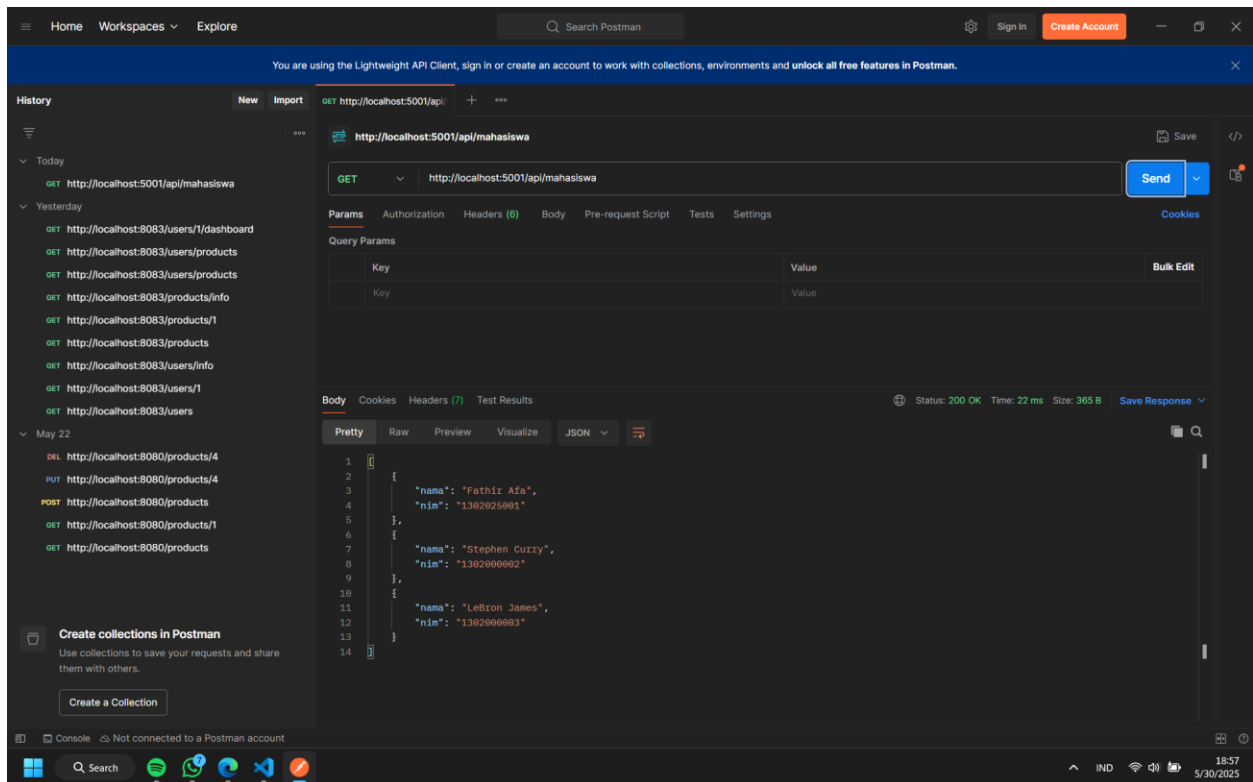 Home Workspaces Explore Search Postman Sign In Create Account
You are using the Lightweight API Client, sign in or create an account to work with collections, environments and unlock all free features in Postman.
History New Import GET http://localhost:5001/api/
http://localhost:5001/api/mahasiswa Save
Today
GET http://localhost:5001/api/mahasiswa
Yesterday
GET http://localhost:8083/users/1/dashboard
GET http://localhost:8083/users/products
GET http://localhost:8083/users/products
GET http://localhost:8083/products/info
GET http://localhost:8083/products/1
GET http://localhost:8083/products
GET http://localhost:8083/users/info
GET http://localhost:8083/users/1
GET http://localhost:8083/users
May 22
DEL http://localhost:8080/products/4
PUT http://localhost:8080/products/4
POST http://localhost:8080/products
GET http://localhost:8080/products/1
GET http://localhost:8080/products
Create collections in Postman
Use collections to save your requests and share
them with others.
Create a Collection
GET http://localhost:5001/api/mahasiswa Send
Params Authorization Headers (6) Body Pre-request Script Tests Settings Cookies
Query Params
Key Value Bulk Edit
Key Value
Body Cookies Headers (7) Test Results Status: 200 OK Time: 22 ms Size: 365 B Save Response
Pretty Raw Preview Visualize JSON
1 [
2 {
3 "nama": "Fathir Afa",
4 "nim": "1302025001"
5 },
6 {
7 "nama": "Stephen Curry",
8 "nim": "1302000002"
9 },
10 {
11 "nama": "LeBron James",
12 "nim": "1302000003"
13 }
14 ]
Console Not connected to a Postman account
Search 7 IND 18:57
5/30/2025